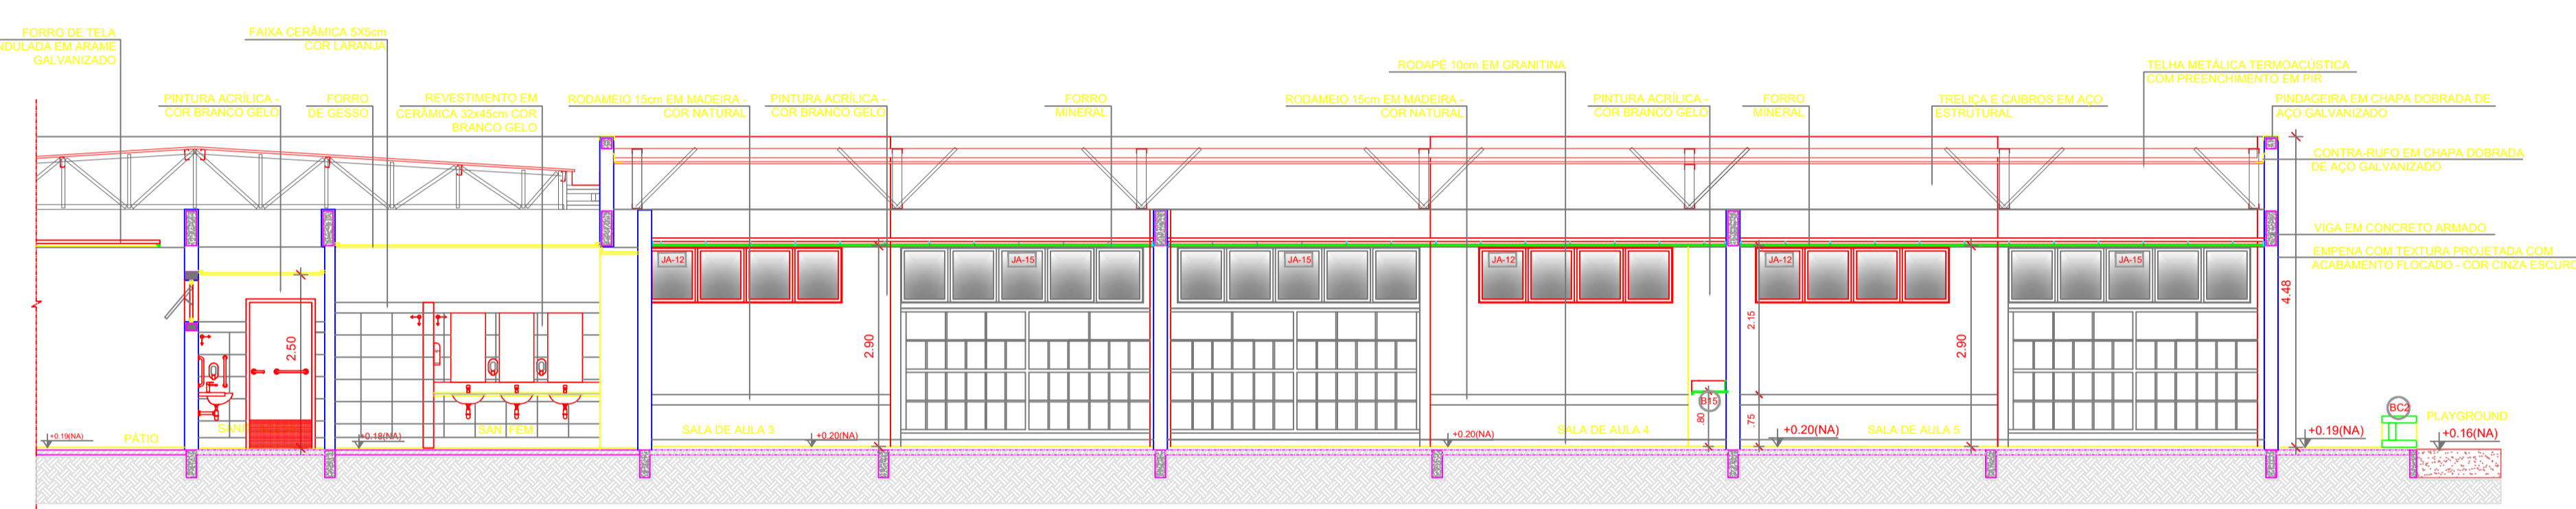 FORRO DE TELA
NDULADA EM ARAME
GALVANIZADO
FAIXA CERÂMICA 5X5cm
COR LARANJA
PINTURA ACRÍLICA -
COR BRANCO GELO
FORRO
DE GESSO
REVESTIMENTO EM
CERÂMICA 32x45cm COR
BRANCO GELO
RODAMEIO 15cm EM MADEIRA -
COR NATURAL
PINTURA ACRÍLICA -
COR BRANCO GELO
FORRO
MINERAL
RODAPÉ 10cm EM GRANITINA
RODAMEIO 15cm EM MADEIRA -
COR NATURAL
PINTURA ACRÍLICA -
COR BRANCO GELO
FORRO
MINERAL
TRELIÇA E CAIBROS EM AÇO
ESTRUTURAL
TELHA METÁLICA TERMOACÚSTICA
COM PREENCHIMENTO EM PIR
PINDAGEIRA EM CHAPA DOBRADA DE
AÇO GALVANIZADO
CONTRA-RUFO EM CHAPA DOBRADA
DE AÇO GALVANIZADO
VIGA EM CONCRETO ARMADO
EMPENA COM TEXTURA PROJETADA COM
ACABAMENTO FLOCADO - COR CINZA ESCURO
JA-12
JA-15
JA-15
JA-12
JA-12
JA-15
2.50
2.90
2.15
2.90
4.48
.80
B15
.75
BC2
+0.19(NA)
PÁTIO
+0.18(NA)
SAN. FEM.
SALA DE AULA 3
+0.20(NA)
+0.20(NA)
SALA DE AULA 4
+0.20(NA)
SALA DE AULA 5
+0.19(NA)
PLAYGROUND
+0.16(NA)